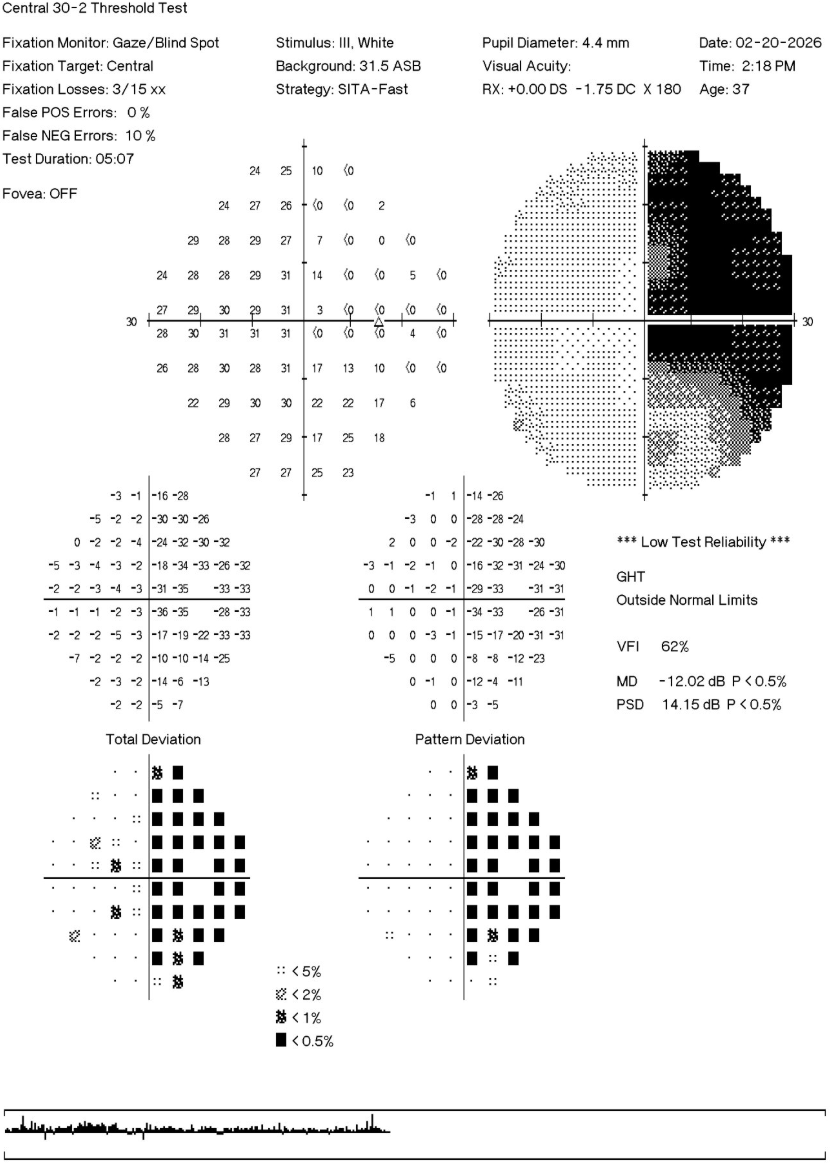 Central 30-2 Threshold Test
Fixation Monitor: Gaze/Blind Spot Stimulus: III, White Pupil Diameter: 4.4 mm Date: 02-20-2026
Fixation Target: Central Background: 31.5 ASB Visual Acuity: Time: 2:18 PM
Fixation Losses: 3/15 xx Strategy: SITA-Fast RX: +0.00 DS -1.75 DC X 180 Age: 37
False POS Errors: 0 %
False NEG Errors: 10 %
Test Duration: 05:07
Fovea: OFF
24 25 10 <0
24 27 26 <0 <0 2
29 28 29 27 7 <0 0 <0
24 28 28 29 31 14 <0 <0 5 <0
27 29 30 29 31 3 <0 <0 <0 <0
30 30
28 30 31 31 31 <0 <0 <0 4 <0
26 28 30 28 31 17 13 10 <0 <0
22 29 30 30 22 22 17 6
28 27 29 17 25 18
27 27 25 23
-3 -1 -16 -28 -1 1 -14 -26
-5 -2 -2 -30 -30 -26 -3 0 0 -28 -28 -24
0 -2 -2 -4 -24 -32 -30 -32 2 0 0 -2 -22 -30 -28 -30
-5 -3 -4 -3 -2 -18 -34 -33 -26 -32 -3 -1 -2 -1 0 -16 -32 -31 -24 -30
-2 -2 -3 -4 -3 -31 -35 -33 -33 0 0 -1 -2 -1 -29 -33 -31 -31
-1 -1 -1 -2 -3 -36 -35 -28 -33 1 1 0 0 -1 -34 -33 -26 -31
-2 -2 -2 -5 -3 -17 -19 -22 -33 -33 0 0 0 -3 -1 -15 -17 -20 -31 -31
-7 -2 -2 -2 -10 -10 -14 -25 -5 0 0 0 -8 -8 -12 -23
-2 -3 -2 -14 -6 -13 0 -1 0 -12 -4 -11
-2 -2 -5 -7 0 0 -3 -5
*** Low Test Reliability ***
GHT
Outside Normal Limits
VFI 62%
MD -12.02 dB P < 0.5%
PSD 14.15 dB P < 0.5%
Total Deviation Pattern Deviation
< 5%
< 2%
< 1%
< 0.5%